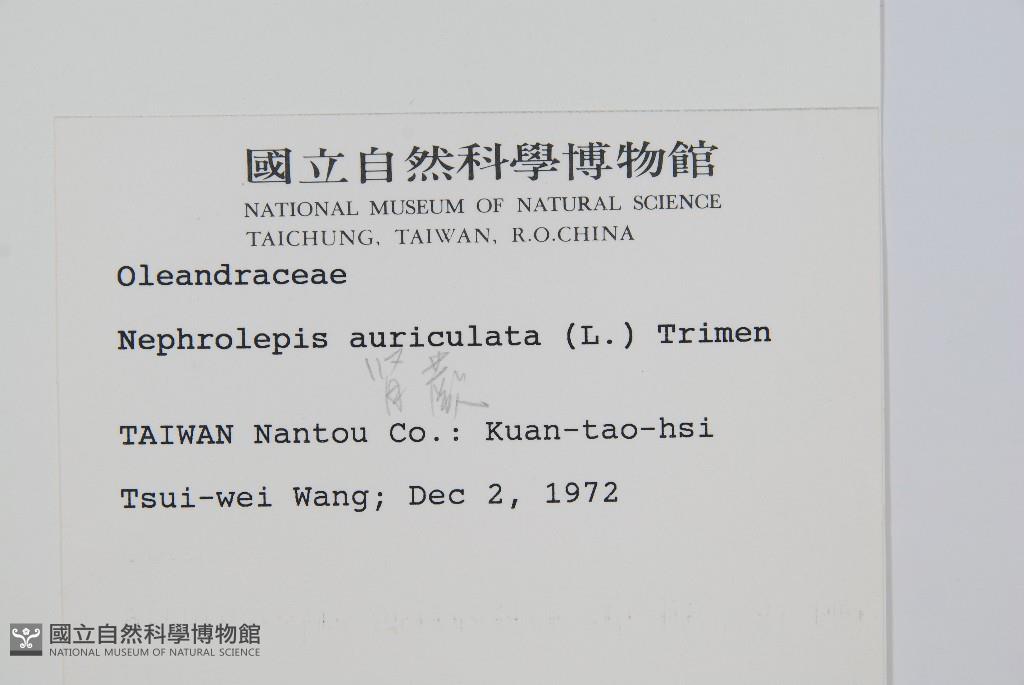 國立自然科學博物館
NATIONAL MUSEUM OF NATURAL SCIENCE
TAICHUNG, TAIWAN, R.O.CHINA
Oleandraceae
Nephrolepis auriculata (L.) Trimen
腎蕨
TAIWAN Nantou Co.: Kuan-tao-hsi
Tsui-wei Wang; Dec 2, 1972
國立自然科學博物館
NATIONAL MUSEUM OF NATURAL SCIENCE